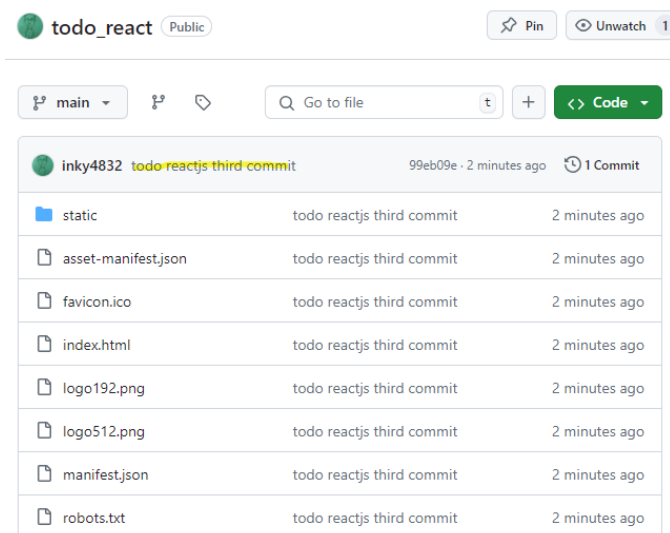 todo_react Public Pin Unwatch 1
main Go to file t Code
inky4832 todo reactjs third commit 99eb09e · 2 minutes ago 1 Commit
static todo reactjs third commit 2 minutes ago
asset-manifest.json todo reactjs third commit 2 minutes ago
favicon.ico todo reactjs third commit 2 minutes ago
index.html todo reactjs third commit 2 minutes ago
logo192.png todo reactjs third commit 2 minutes ago
logo512.png todo reactjs third commit 2 minutes ago
manifest.json todo reactjs third commit 2 minutes ago
robots.txt todo reactjs third commit 2 minutes ago